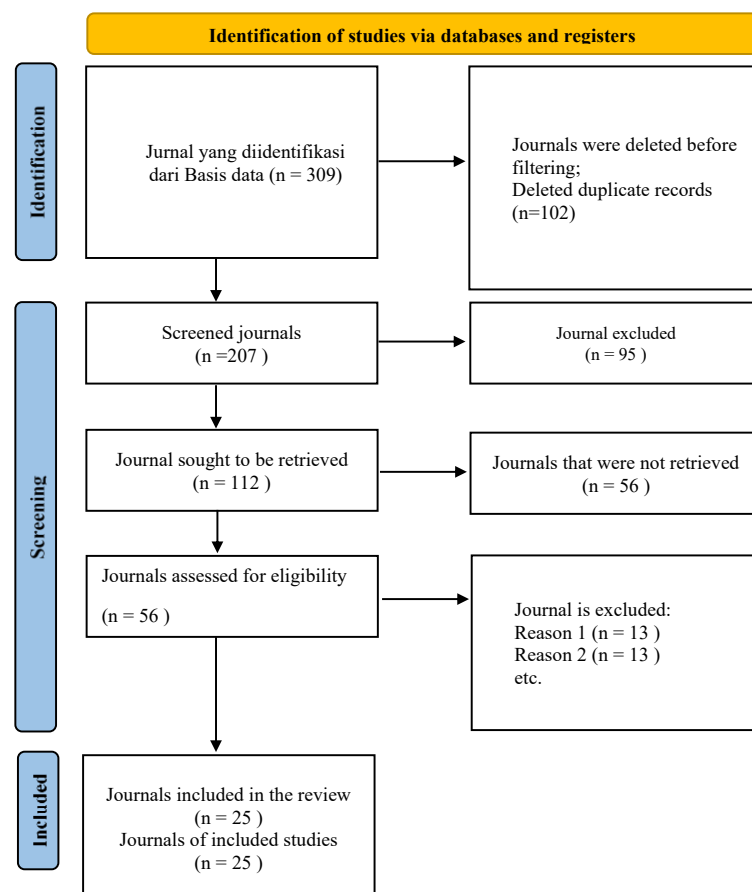 Identification of studies via databases and registers
Identification
Jurnal yang diidentifikasi
dari Basis data (n = 309)
Journals were deleted before
filtering;
Deleted duplicate records
(n=102)
Screening
Screened journals
(n =207 )
Journal excluded
(n = 95 )
Journal sought to be retrieved
(n = 112 )
Journals that were not retrieved
(n = 56 )
Journals assessed for eligibility
(n = 56 )
Journal is excluded:
Reason 1 (n = 13 )
Reason 2 (n = 13 )
etc.
Included
Journals included in the review
(n = 25 )
Journals of included studies
(n = 25 )